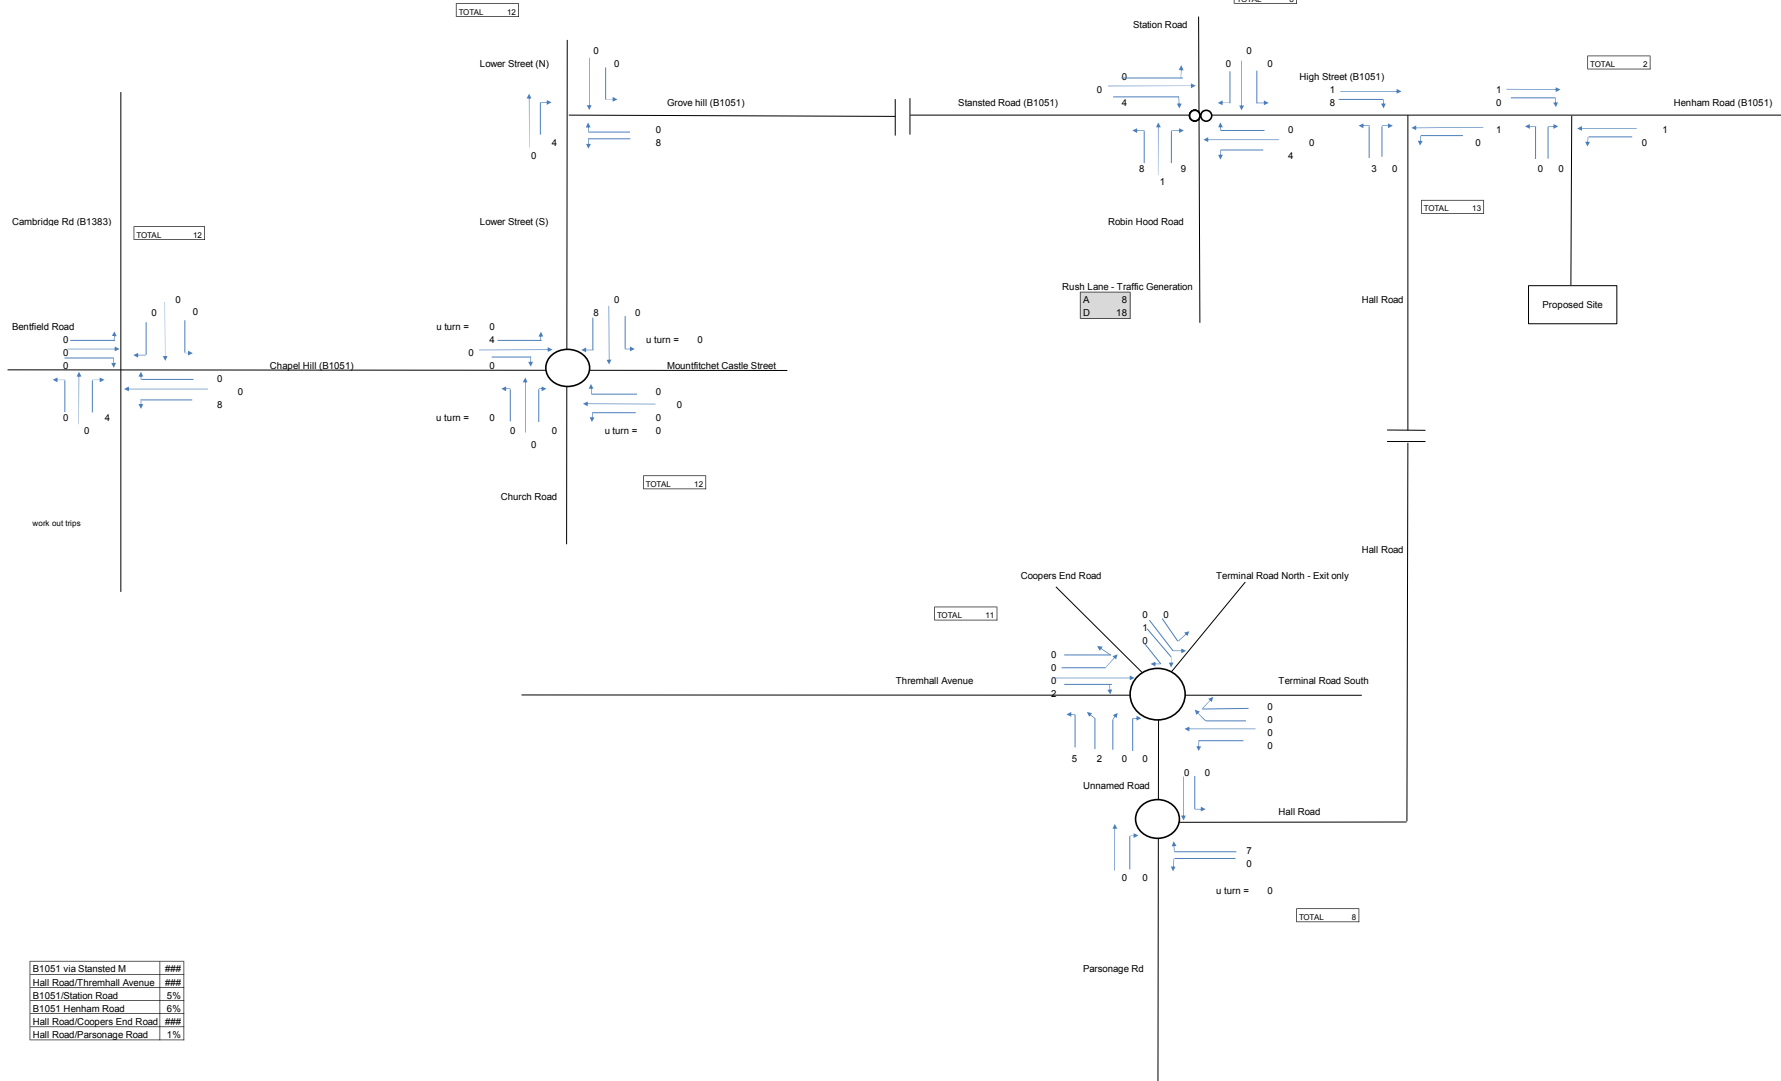 TOTAL 12
Station Road
Lower Street (N)
0
0
0
0 0
High Street (B1051)
TOTAL 2
0
0
4
1
8
1
0
Grove hill (B1051)
Stansted Road (B1051)
Henham Road (B1051)
4
0
0
8
8
1
9
0
0
4
3 0
1
0
0 0
1
0
Cambridge Rd (B1383)
TOTAL 12
Lower Street (S)
Robin Hood Road
TOTAL 13
Rush Lane - Traffic Generation
A 8
D 18
Hall Road
Proposed Site
Bentfield Road
0
0
0
0
0
0
u turn = 0
4
0
0
8
0
0
u turn = 0
Chapel Hill (B1051)
Mountfitchet Castle Street
0
0
4
0
0
8
u turn = 0
0
0
0
0
0
0
u turn = 0
TOTAL 12
Church Road
work out trips
Hall Road
Coopers End Road
Terminal Road North - Exit only
TOTAL 11
0 0
1
0
0
0
0
2
Thremhall Avenue
Terminal Road South
0
0
0
0
5 2 0 0
Unnamed Road
0 0
Hall Road
7
0
0 0
u turn = 0
TOTAL 8
Parsonage Rd
B1051 via Stansted M ###
Hall Road/Thremhall Avenue ###
B1051/Station Road 5%
B1051 Henham Road 6%
Hall Road/Coopers End Road ###
Hall Road/Parsonage Road 1%